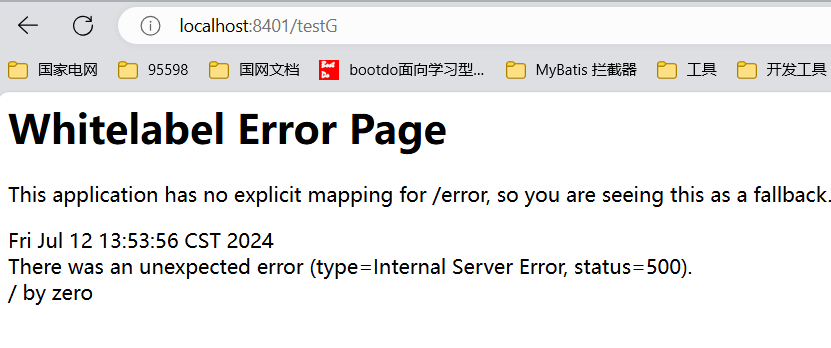 localhost:8401/testG
国家电网 95598 国网文档 Boot Do bootdo面向学习型... MyBatis 拦截器 工具 开发工具
Whitelabel Error Page
This application has no explicit mapping for /error, so you are seeing this as a fallback.
Fri Jul 12 13:53:56 CST 2024
There was an unexpected error (type=Internal Server Error, status=500).
/ by zero